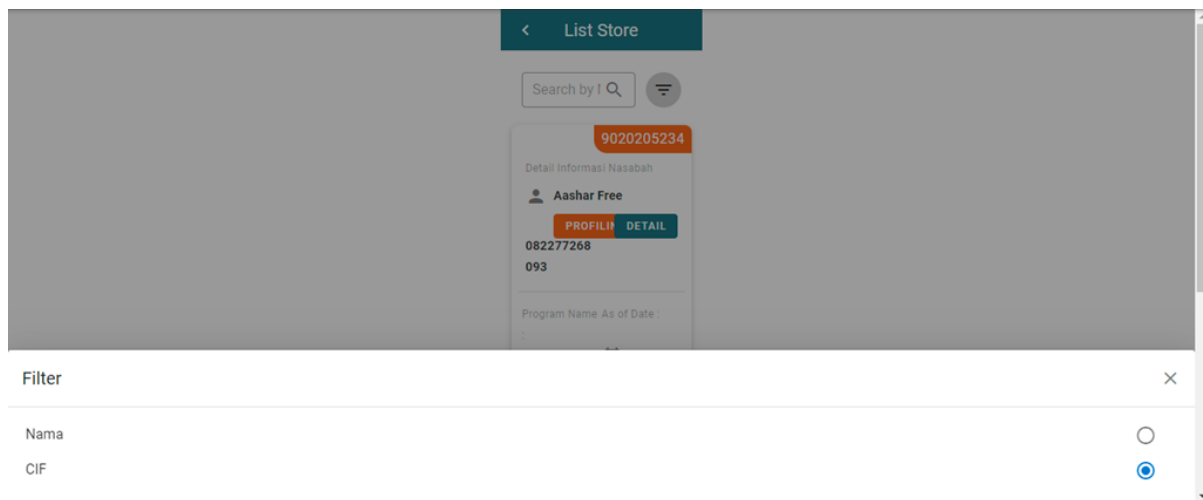 List Store
Search by
9020205234
Detail Informasi Nasabah
Aashar Free
DETAIL
082277268
093
Program Name As of Date :
:
Filter
Nama
CIF